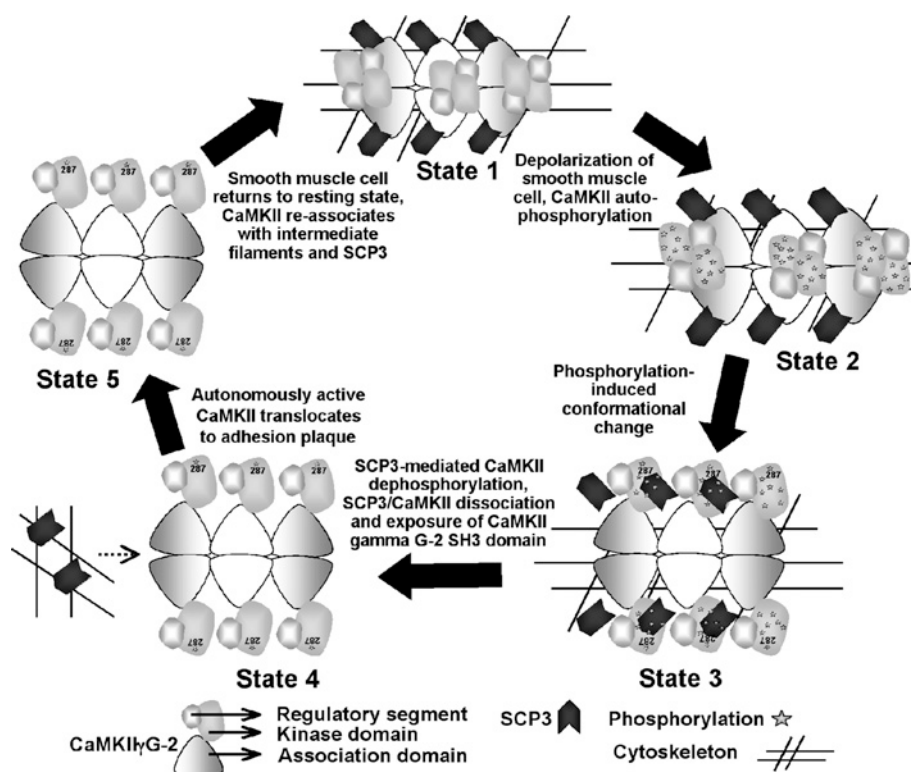 State 1
Depolarization of
smooth muscle
cell, CaMKII auto-
phosphorylation
State 2
Phosphorylation-
induced
conformational
change
287
287
287
287
287
287
State 3
SCP3-mediated CaMKII
dephosphorylation,
SCP3/CaMKII dissociation
and exposure of CaMKII
gamma G-2 SH3 domain
287
287
287
287
287
287
State 4
Autonomously active
CaMKII translocates
to adhesion plaque
287
287
287
287
287
287
State 5
Smooth muscle cell
returns to resting state,
CaMKII re-associates
with intermediate
filaments and SCP3
CaMKIIγG-2
Regulatory segment
Kinase domain
Association domain
SCP3
Phosphorylation
Cytoskeleton